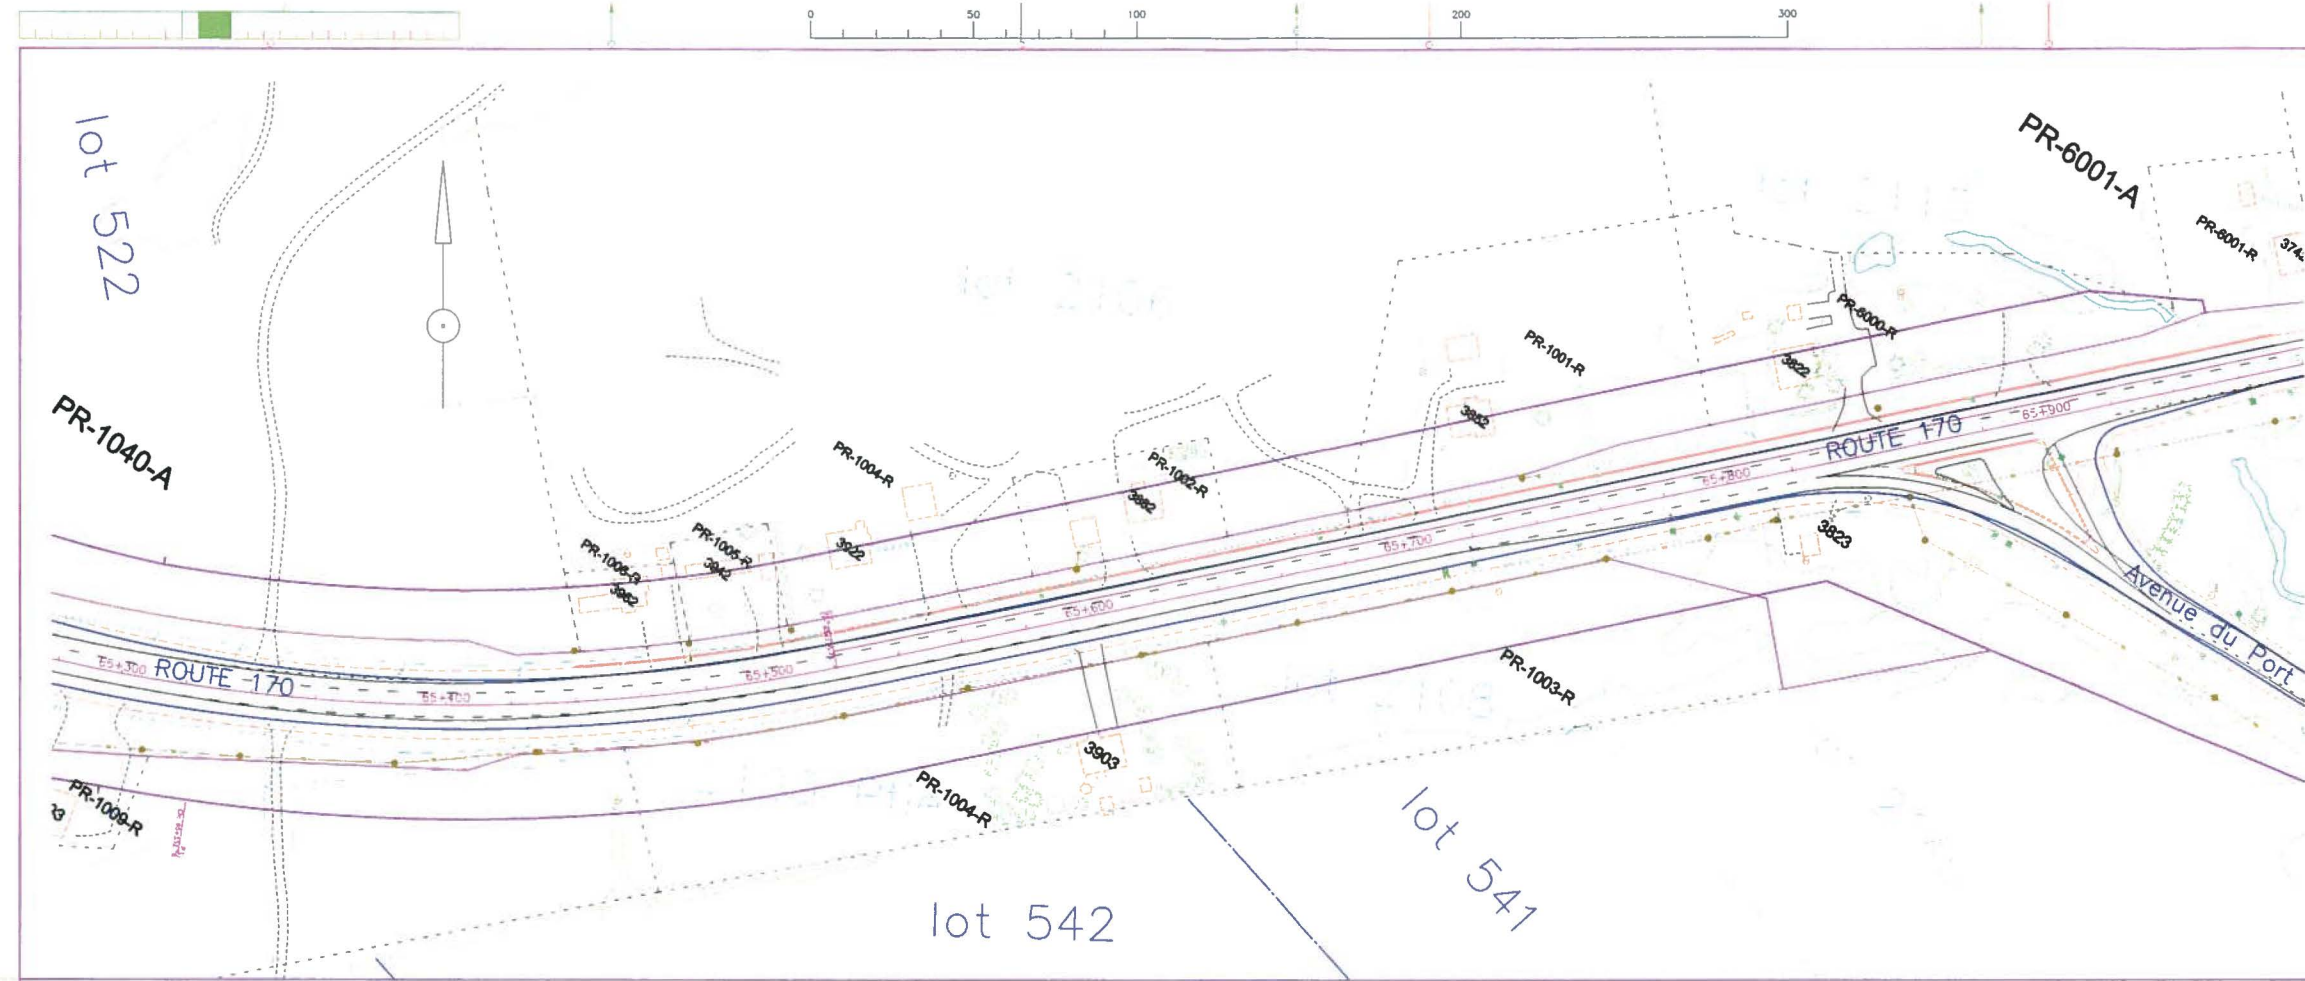 0 50 100 200 300
lot 522
PR-6001-A
PR-6001-R
PR-6000-R
PR-1001-R
3822
3852
PR-1040-A
PR-1004-R
PR-1002-R
3882
ROUTE 170
65+900
65+800
PR-1005-R
3922
PR-1006-R
3942
3962
65+700
3823
65+600
Avenue du Port
65+300
ROUTE 170
65+400
65+500
PR-1003-R
3903
PR-1009-R
PR-1004-R
lot 541
lot 542